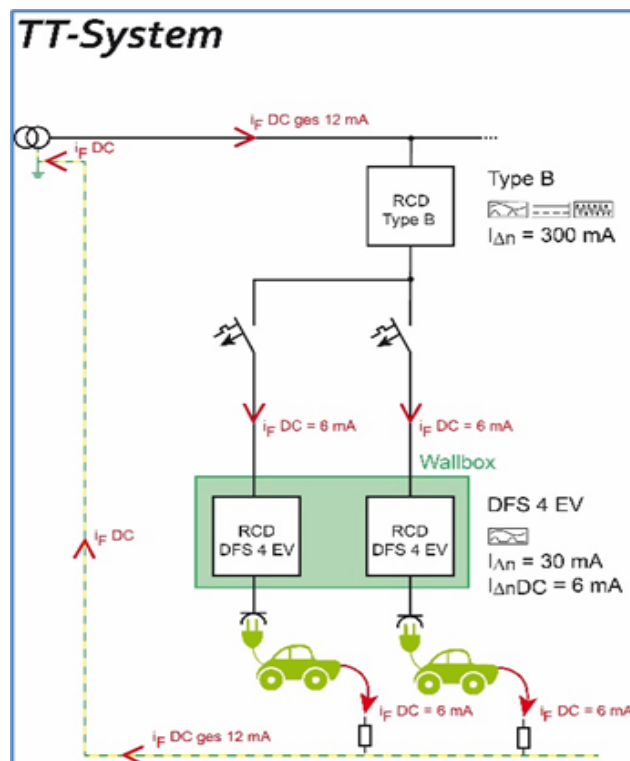 TT-System
iF DC ges 12 mA
...
iF DC
RCD
Type B
Type B
IΔn = 300 mA
iF DC = 6 mA
iF DC = 6 mA
Wallbox
RCD
DFS 4 EV
RCD
DFS 4 EV
DFS 4 EV
IΔn = 30 mA
IΔnDC = 6 mA
iF DC
iF DC = 6 mA
iF DC = 6 mA
iF DC ges 12 mA